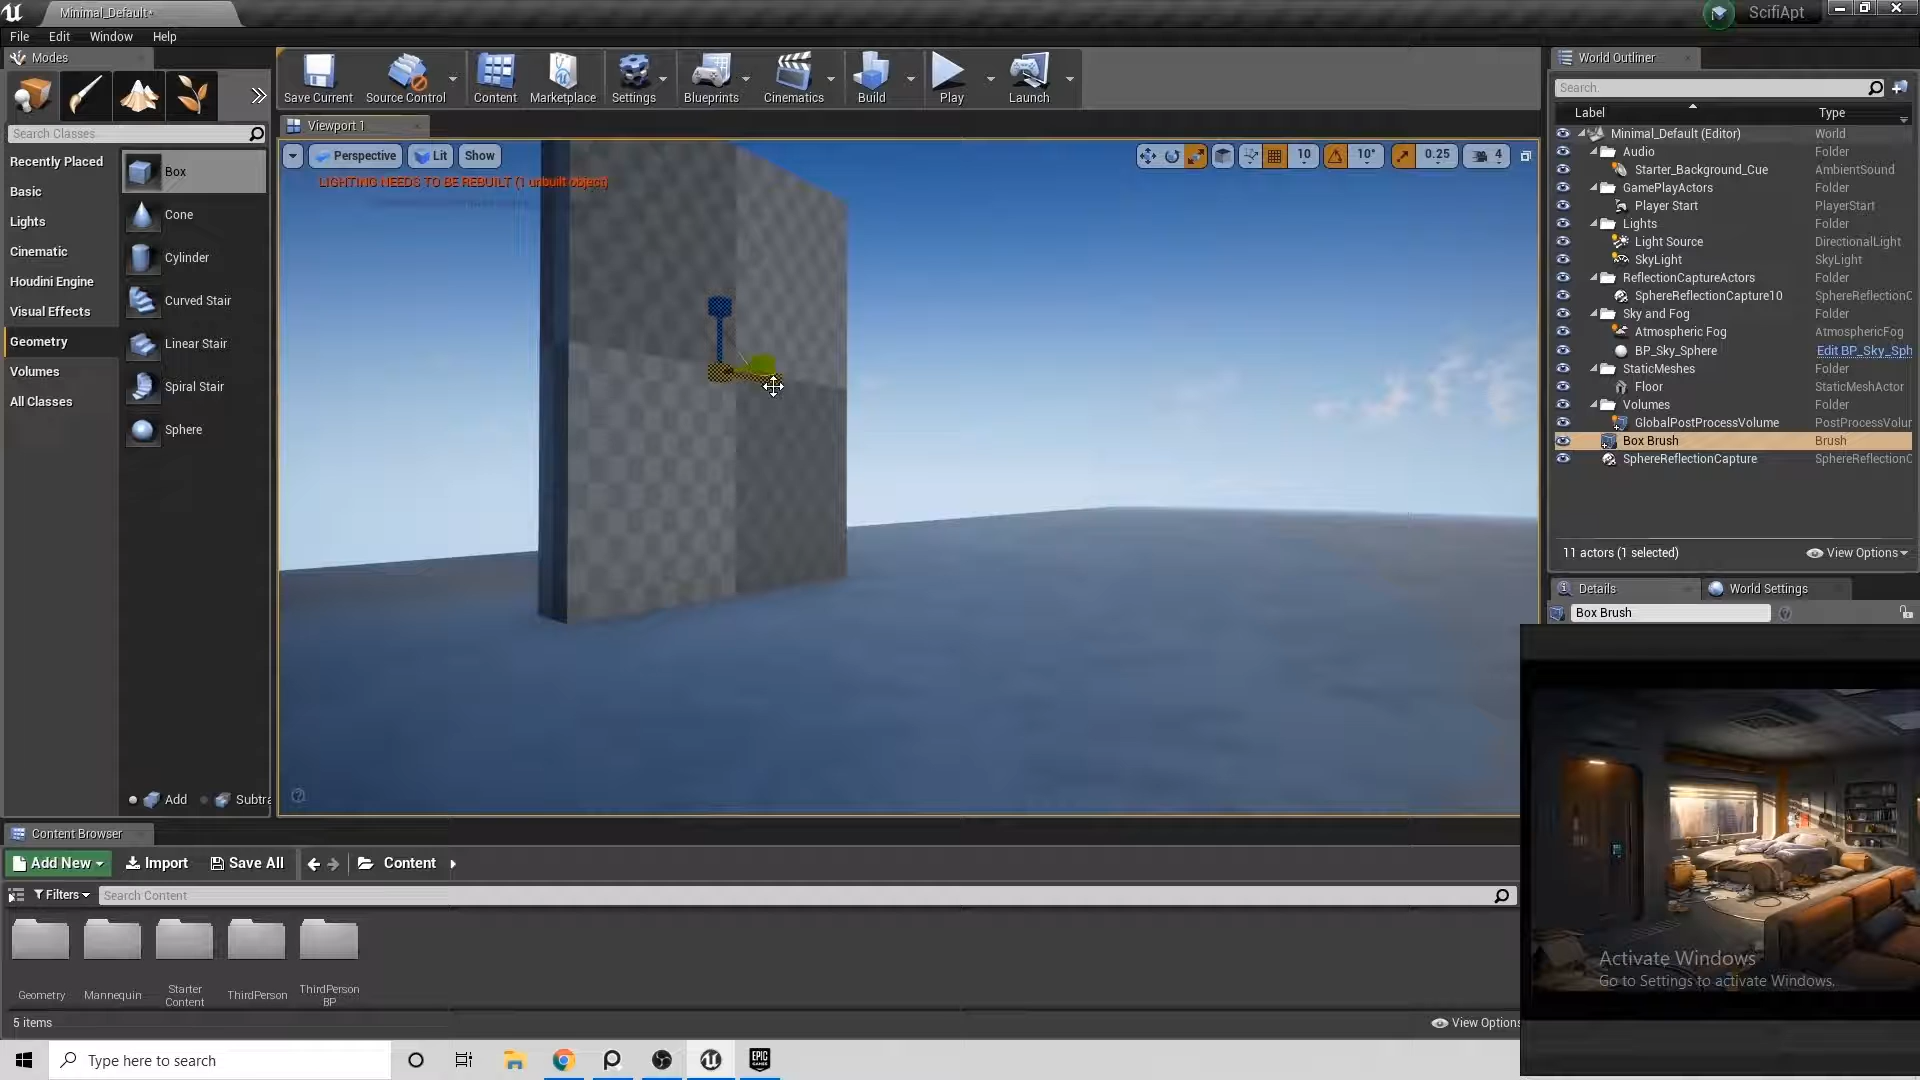 Minimal_Default*
ScifiApt
File Edit Window Help
Modes
Search Classes
Recently Placed
Basic
Lights
Cinematic
Houdini Engine
Visual Effects
Geometry
Volumes
All Classes
Box
Cone
Cylinder
Curved Stair
Linear Stair
Spiral Stair
Sphere
Add Subtra
Save Current Source Control Content Marketplace Settings Blueprints Cinematics Build Play Launch
Viewport 1
Perspective Lit Show
10 10° 0.25 4
LIGHTING NEEDS TO BE REBUILT (1 unbuilt object)
World Outliner
Search
Label Type
Minimal_Default (Editor) World
Audio Folder
Starter_Background_Cue AmbientSound
GamePlayActors Folder
Player Start PlayerStart
Lights Folder
Light Source DirectionalLight
SkyLight SkyLight
ReflectionCaptureActors Folder
SphereReflectionCapture10 SphereReflectionC
Sky and Fog Folder
Atmospheric Fog AtmosphericFog
BP_Sky_Sphere Edit BP_Sky_Sph
StaticMeshes Folder
Floor StaticMeshActor
Volumes Folder
GlobalPostProcessVolume PostProcessVolur
Box Brush Brush
SphereReflectionCapture SphereReflectionC
11 actors (1 selected) View Options
Details World Settings
Box Brush
Content Browser
Add New Import Save All Content
Filters Search Content
Geometry
Mannequin
Starter Content
ThirdPerson
ThirdPerson BP
5 items
View Options
Activate Windows
Go to Settings to activate Windows.
Type here to search
EPIC GAMES